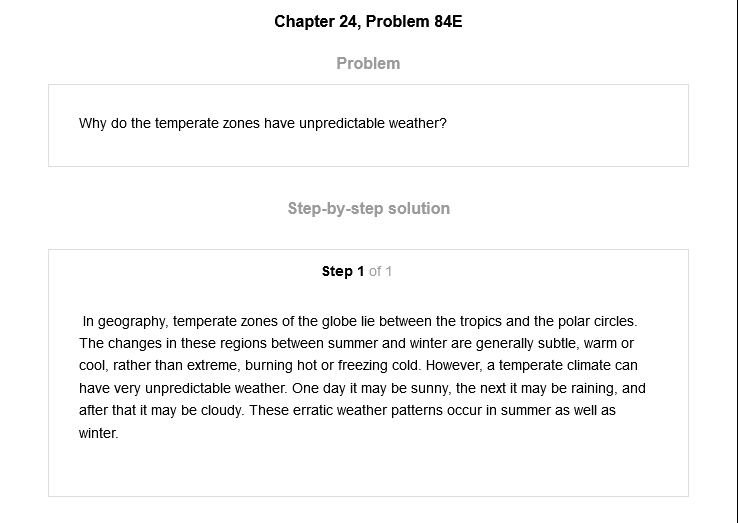 Chapter 24, Problem 84E
Problem
Why do the temperate zones have unpredictable weather?
Step-by-step solution
Step 1 of 1
In geography, temperate zones of the globe lie between the tropics and the polar circles.
The changes in these regions between summer and winter are generally subtle, warm or
cool, rather than extreme, burning hot or freezing cold. However, a temperate climate can
have very unpredictable weather. One day it may be sunny, the next it may be raining, and
after that it may be cloudy. These erratic weather patterns occur in summer as well as
winter.